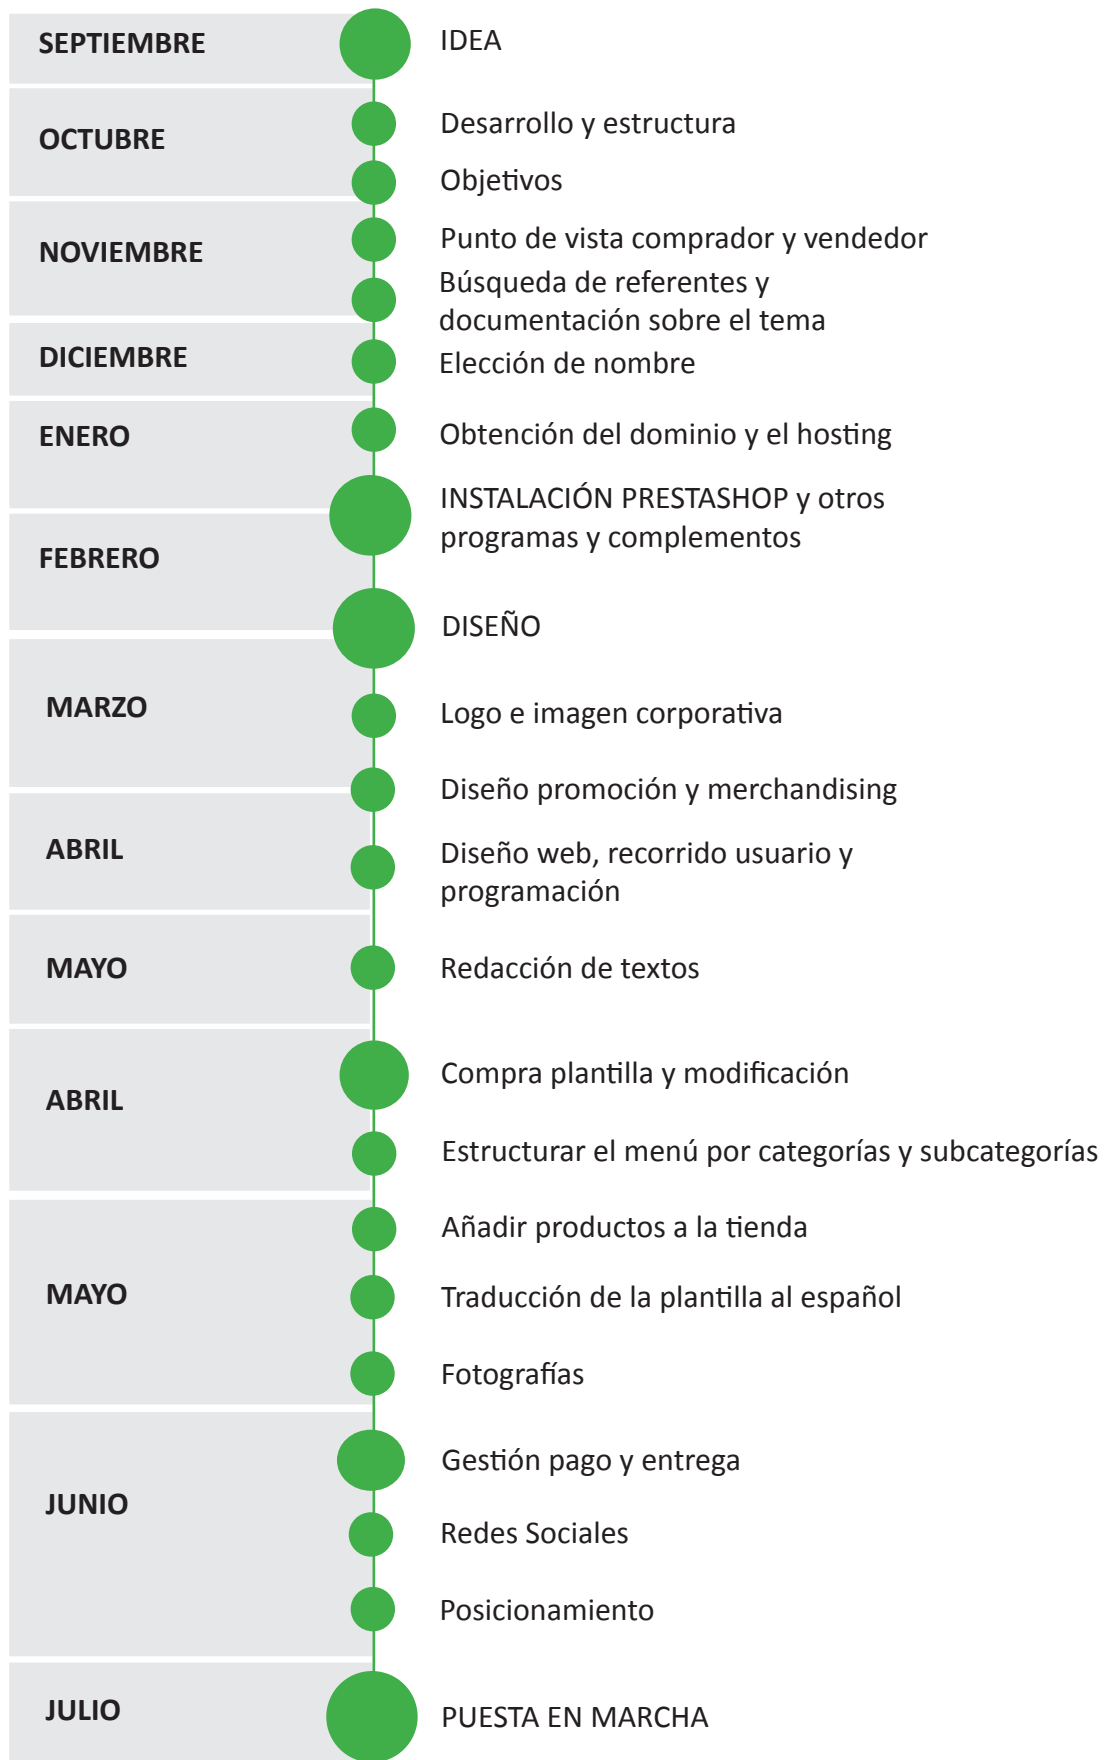 SEPTIEMBRE
IDEA
OCTUBRE
Desarrollo y estructura
Objetivos
NOVIEMBRE
Punto de vista comprador y vendedor
Búsqueda de referentes y
documentación sobre el tema
DICIEMBRE
Elección de nombre
ENERO
Obtención del dominio y el hosting
INSTALACIÓN PRESTASHOP y otros
programas y complementos
FEBRERO
DISEÑO
MARZO
Logo e imagen corporativa
Diseño promoción y merchandising
ABRIL
Diseño web, recorrido usuario y
programación
MAYO
Redacción de textos
ABRIL
Compra plantilla y modificación
Estructurar el menú por categorías y subcategorías
Añadir productos a la tienda
MAYO
Traducción de la plantilla al español
Fotografías
Gestión pago y entrega
JUNIO
Redes Sociales
Posicionamiento
JULIO
PUESTA EN MARCHA